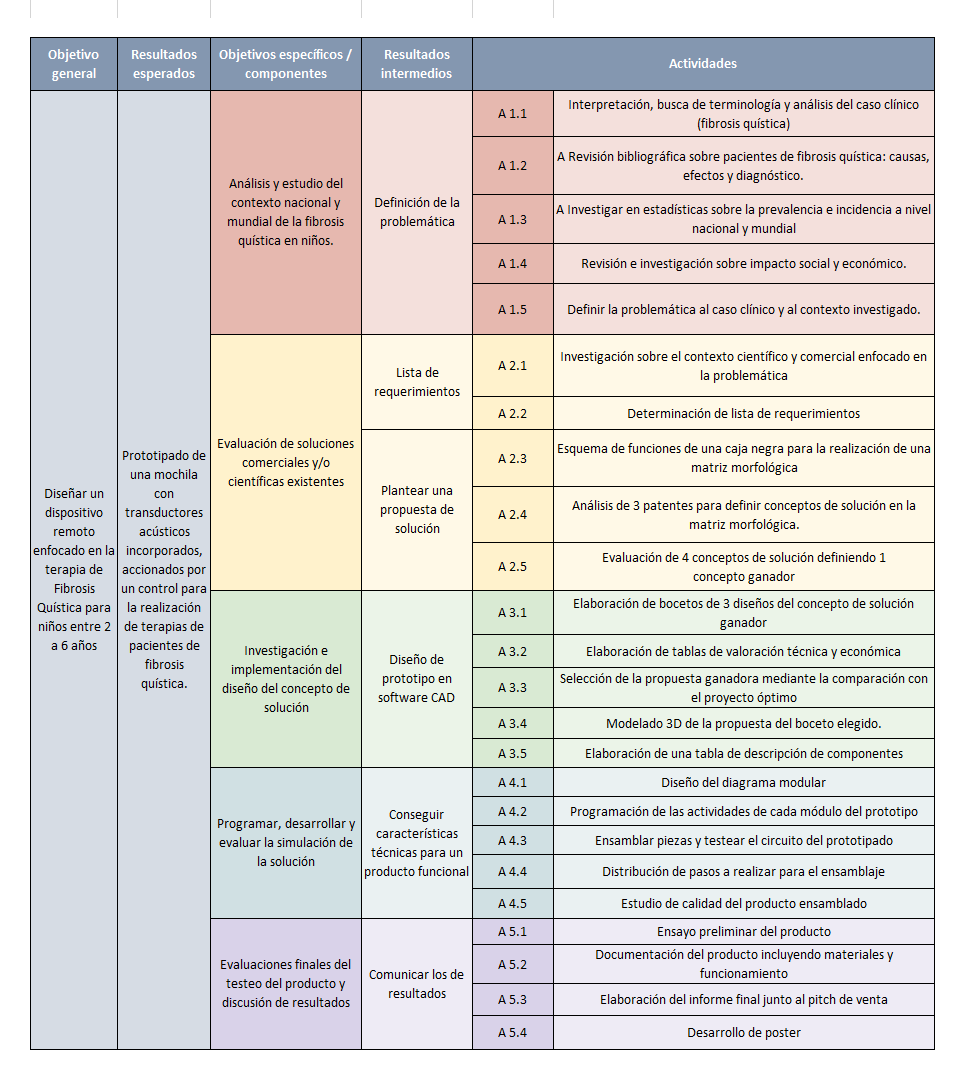 Objetivo
general
Resultados
esperados
Objetivos específicos /
componentes
Resultados
intermedios
Actividades
Diseñar un
dispositivo
remoto
enfocado en la
terapia de
Fibrosis
Quística para
niños entre 2
a 6 años
Prototipado de
una mochila
con
transductores
acústicos
incorporados,
accionados por
un control para
la realización
de terapias de
pacientes de
fibrosis
quística.
Análisis y estudio del
contexto nacional y
mundial de la fibrosis
quística en niños.
Definición de la
problemática
A 1.1
Interpretación, busca de terminología y análisis del caso clínico
(fibrosis quística)
A 1.2
A Revisión bibliográfica sobre pacientes de fibrosis quística: causas,
efectos y diagnóstico.
A 1.3
A Investigar en estadísticas sobre la prevalencia e incidencia a nivel
nacional y mundial
A 1.4
Revisión e investigación sobre impacto social y económico.
A 1.5
Definir la problemática al caso clínico y al contexto investigado.
Evaluación de soluciones
comerciales y/o
científicas existentes
Lista de
requerimientos
A 2.1
Investigación sobre el contexto científico y comercial enfocado en
la problemática
A 2.2
Determinación de lista de requerimientos
Plantear una
propuesta de
solución
A 2.3
Esquema de funciones de una caja negra para la realización de una
matriz morfológica
A 2.4
Análisis de 3 patentes para definir conceptos de solución en la
matriz morfológica.
A 2.5
Evaluación de 4 conceptos de solución definiendo 1
concepto ganador
Investigación e
implementación del
diseño del concepto de
solución
Diseño de
prototipo en
software CAD
A 3.1
Elaboración de bocetos de 3 diseños del concepto de solución
ganador
A 3.2
Elaboración de tablas de valoración técnica y económica
A 3.3
Selección de la propuesta ganadora mediante la comparación con
el proyecto óptimo
A 3.4
Modelado 3D de la propuesta del boceto elegido.
A 3.5
Elaboración de una tabla de descripción de componentes
Programar, desarrollar y
evaluar la simulación de
la solución
Conseguir
características
técnicas para un
producto funcional
A 4.1
Diseño del diagrama modular
A 4.2
Programación de las actividades de cada módulo del prototipo
A 4.3
Ensamblar piezas y testear el circuito del prototipado
A 4.4
Distribución de pasos a realizar para el ensamblaje
A 4.5
Estudio de calidad del producto ensamblado
Evaluaciones finales del
testeo del producto y
discusión de resultados
Comunicar los de
resultados
A 5.1
Ensayo preliminar del producto
A 5.2
Documentación del producto incluyendo materiales y
funcionamiento
A 5.3
Elaboración del informe final junto al pitch de venta
A 5.4
Desarrollo de poster